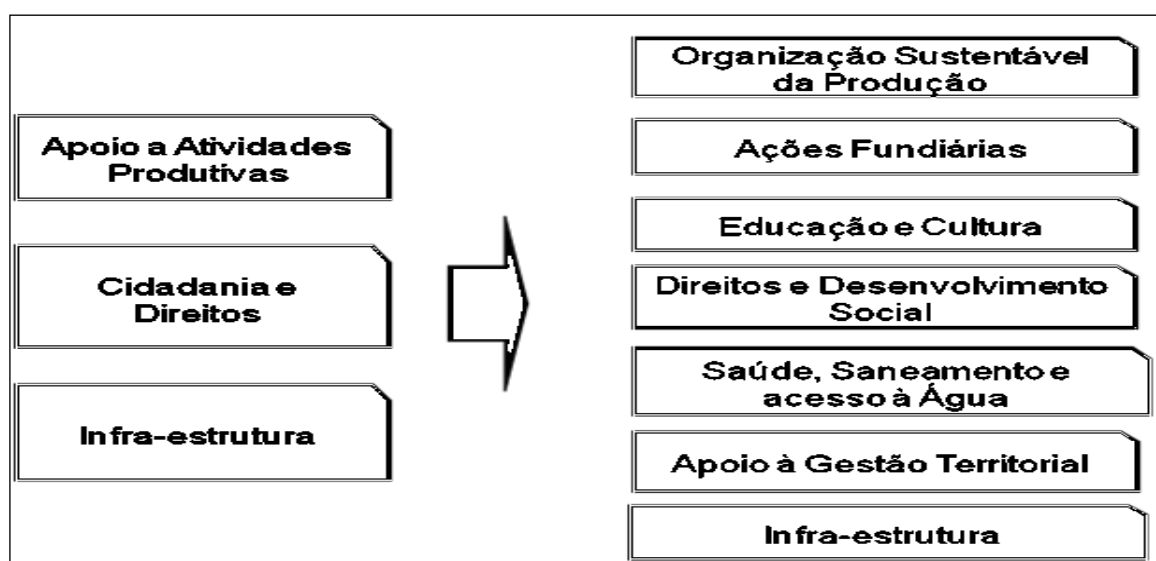 Apoio a Atividades
Produtivas
Cidadania e
Direitos
Infra-estrutura
Organização Sustentável
da Produção
Ações Fundiárias
Educação e Cultura
Direitos e Desenvolvimento
Social
Saúde, Saneamento e
acesso à Água
Apoio à Gestão Territorial
Infra-estrutura